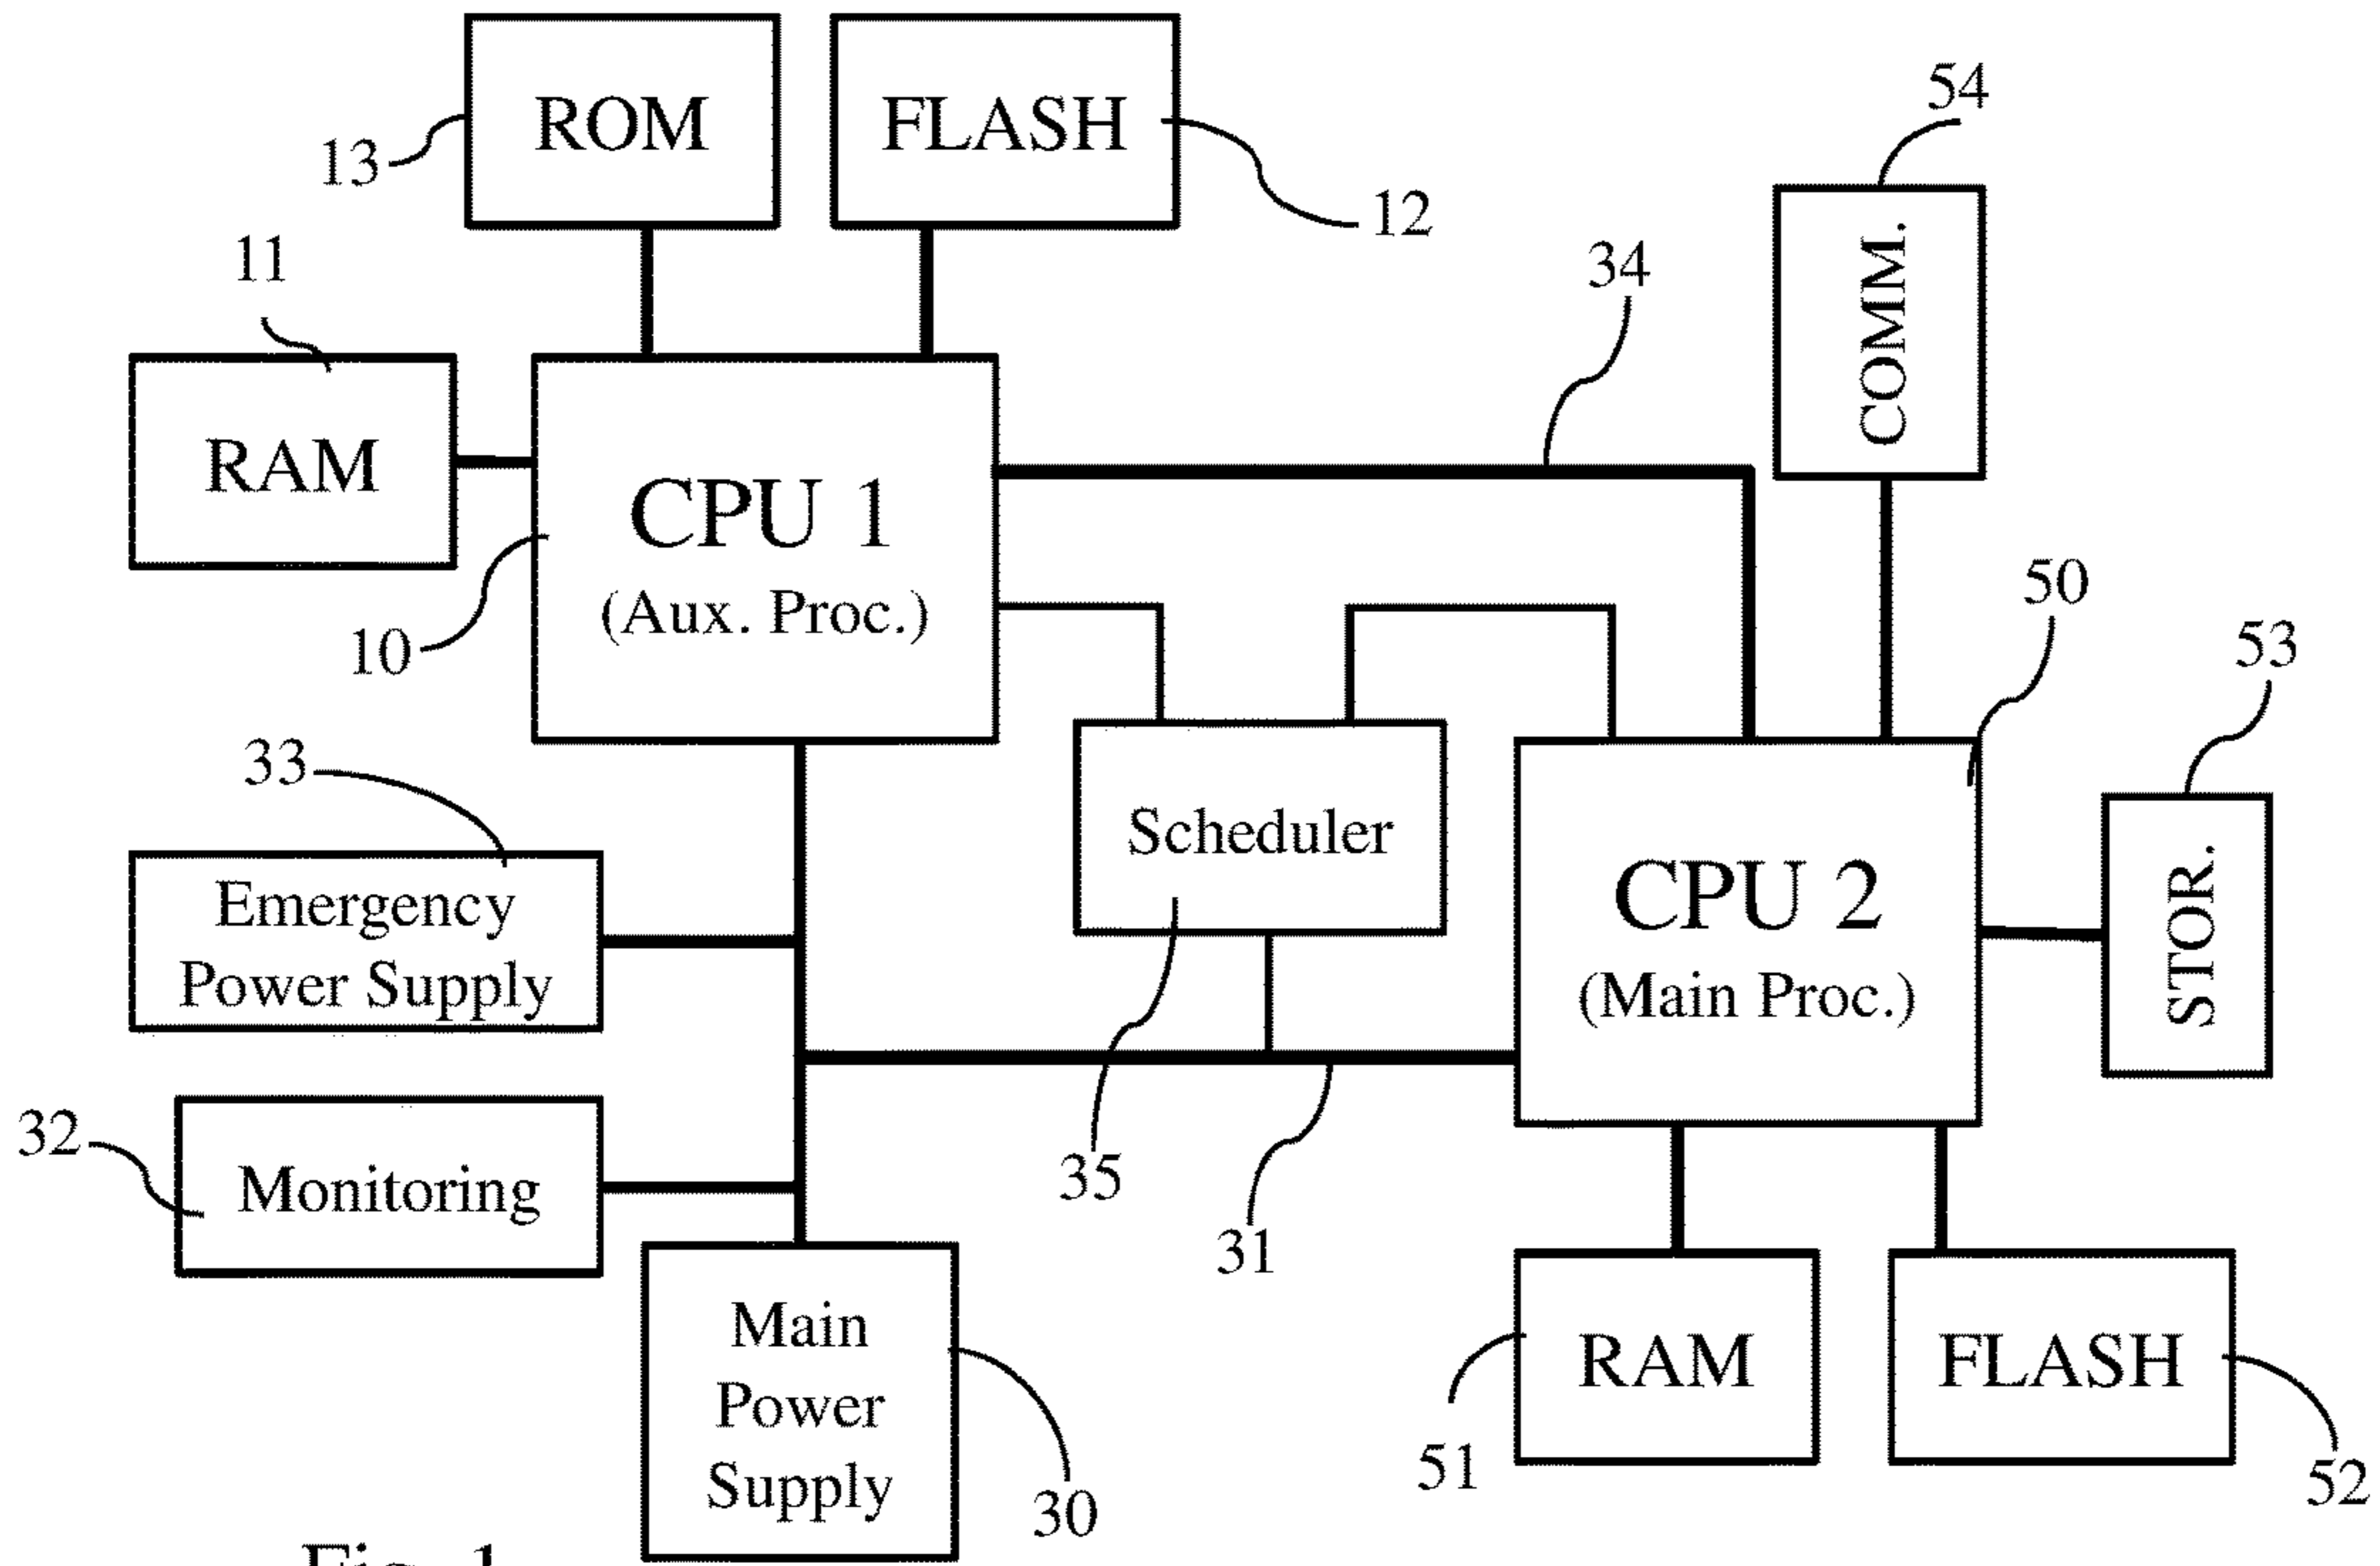 ROM
FLASH
13
12
54
11
34
COMM.
RAM
CPU 1
(Aux. Proc.)
10
50
53
33
Scheduler
Emergency
Power Supply
CPU 2
(Main Proc.)
STOR.
32
Monitoring
35
31
Main
Power
Supply
30
RAM
FLASH
51
52
Fig. 1